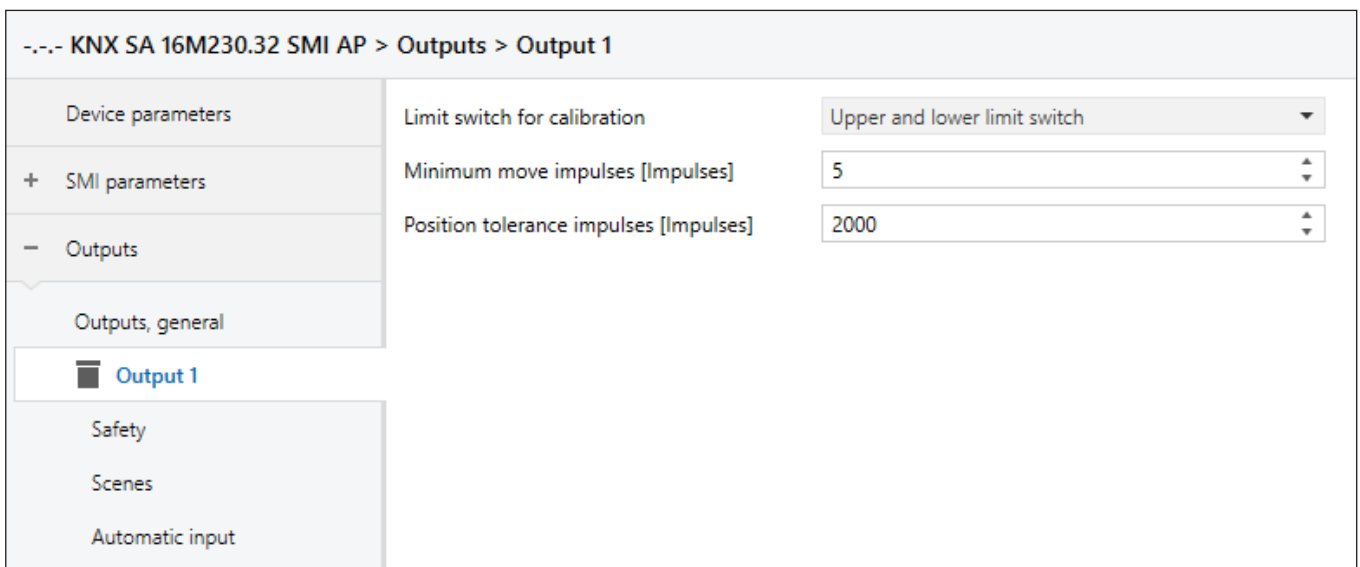 -.-.- KNX SA 16M230.32 SMI AP > Outputs > Output 1
Device parameters
+ SMI parameters
− Outputs
Outputs, general
Output 1
Safety
Scenes
Automatic input
Limit switch for calibration Upper and lower limit switch
Minimum move impulses [Impulses] 5
Position tolerance impulses [Impulses] 2000